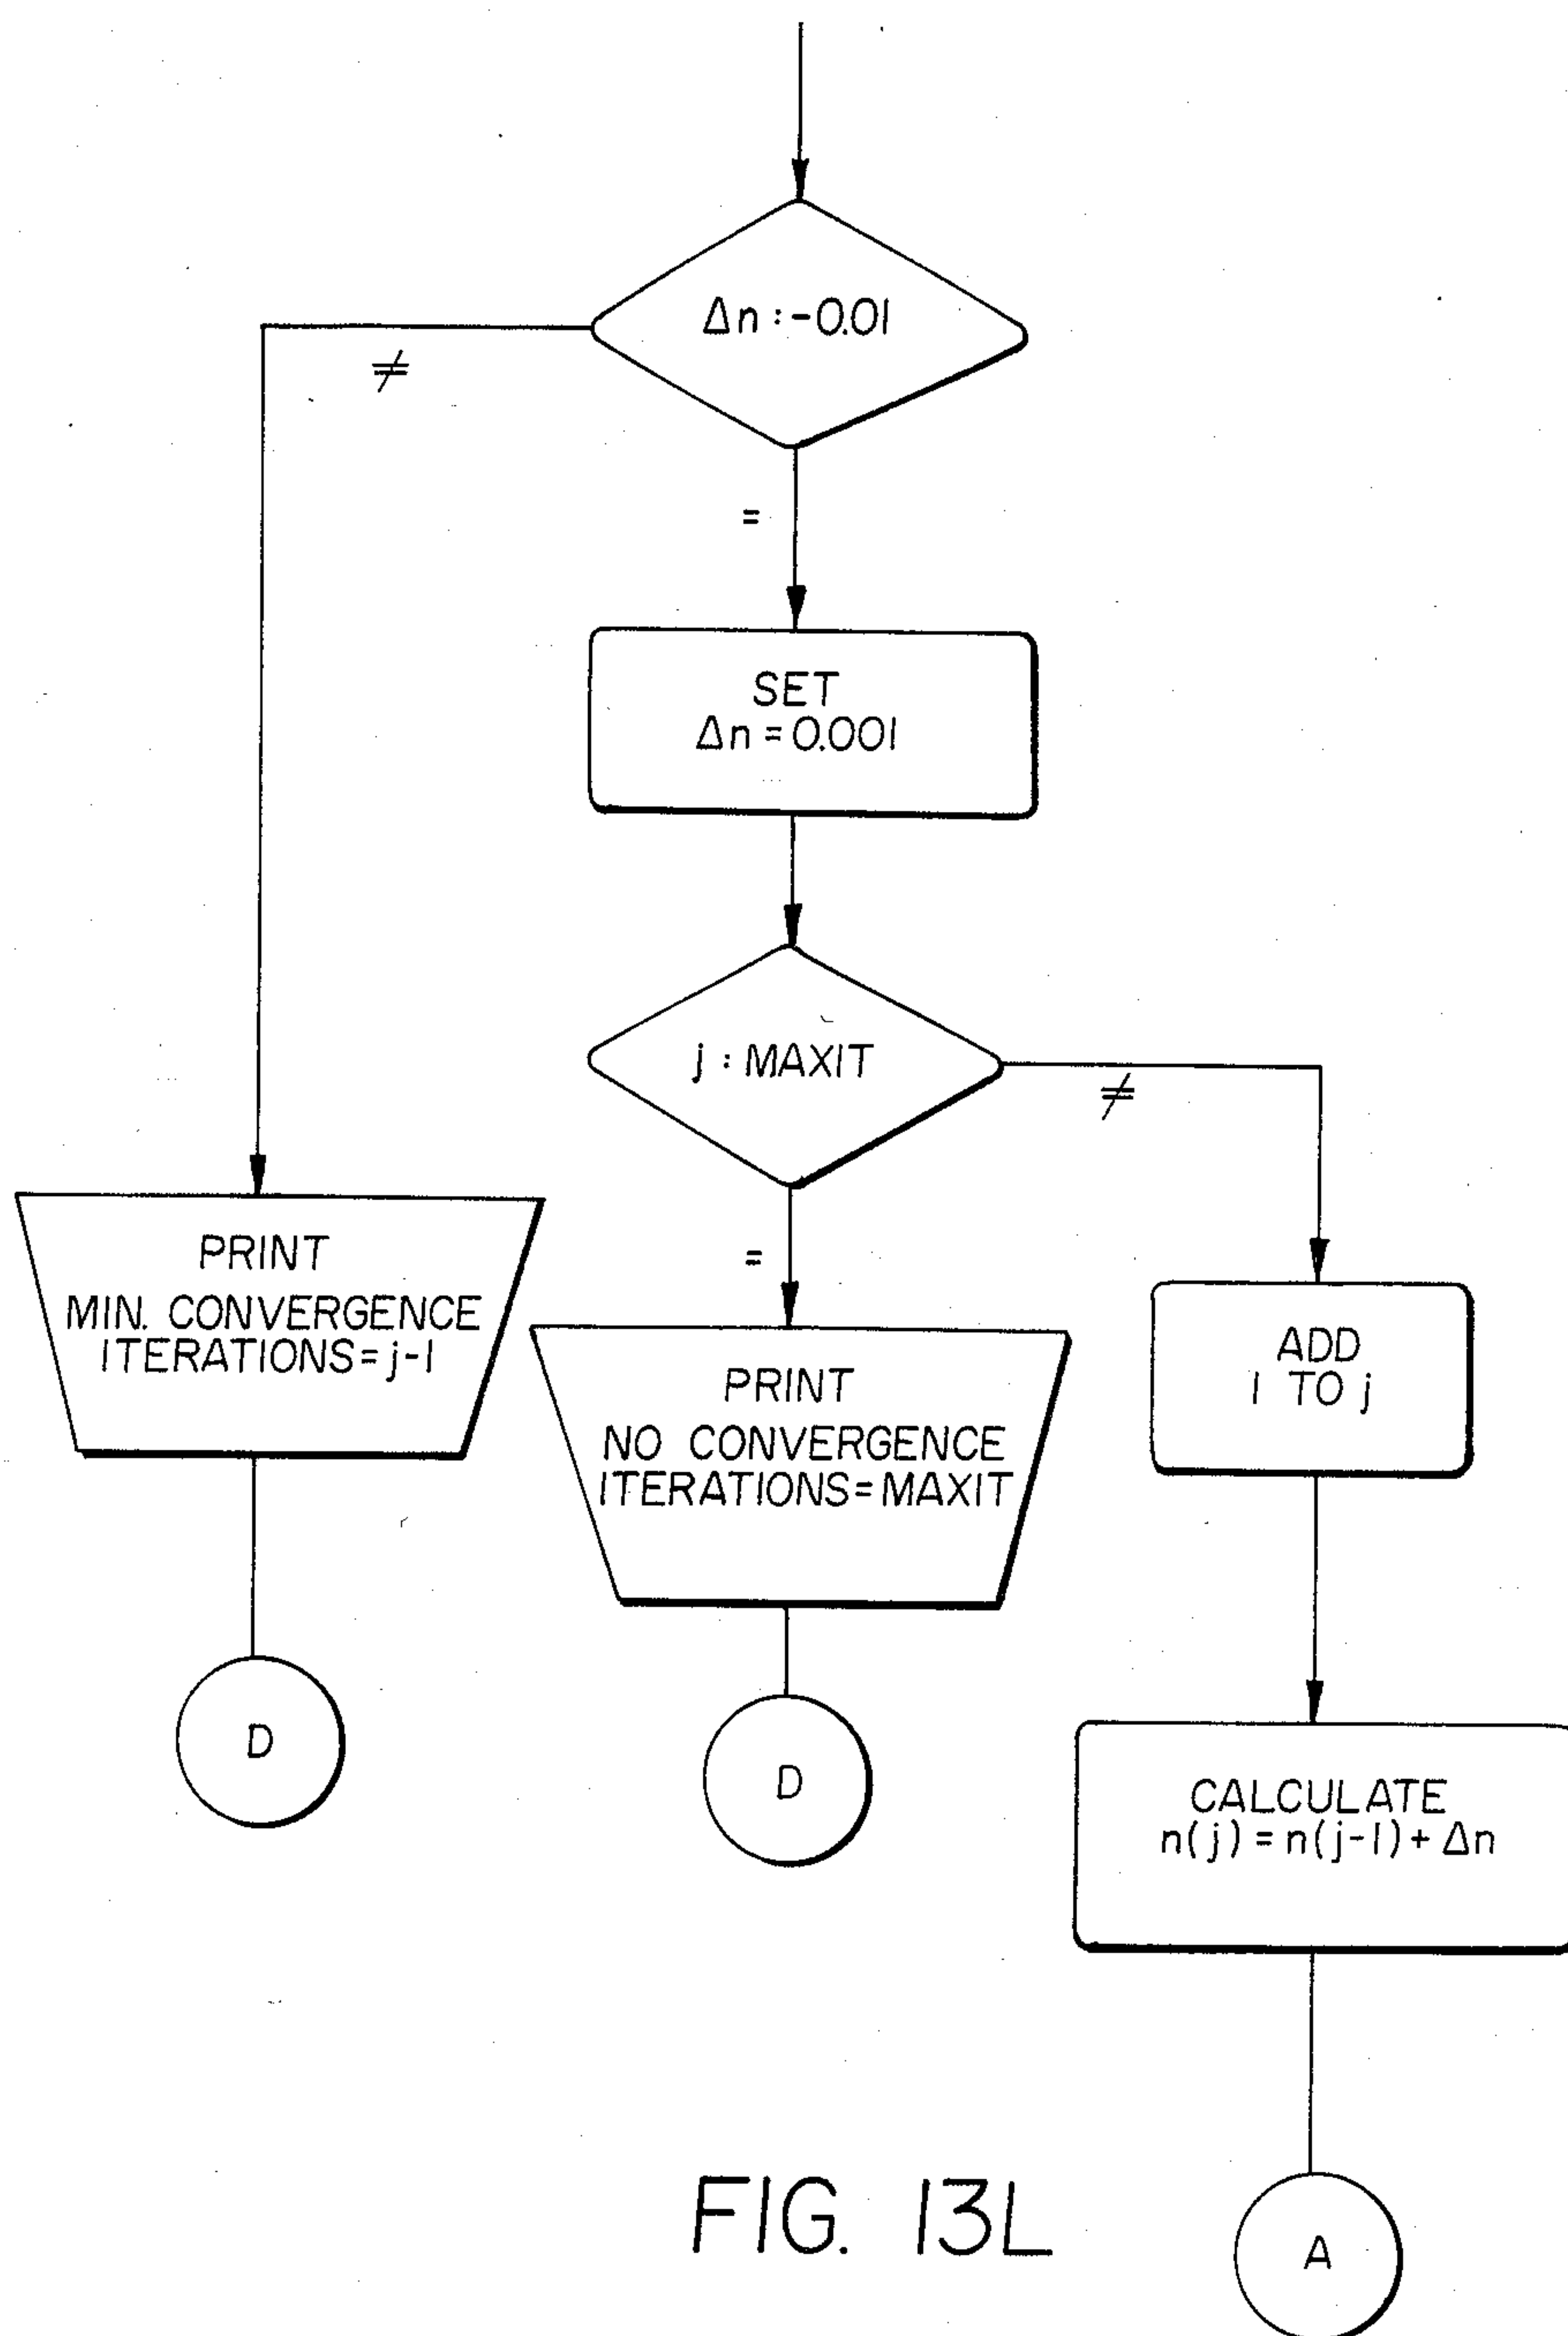 Δn : -0.01
≠
=
SET
Δn = 0.001
j : MAXIT
≠
=
PRINT
MIN. CONVERGENCE
ITERATIONS = j-1
PRINT
NO CONVERGENCE
ITERATIONS = MAXIT
ADD
1 TO j
D
D
CALCULATE
n(j) = n(j-1) + Δn
A
FIG. 13L